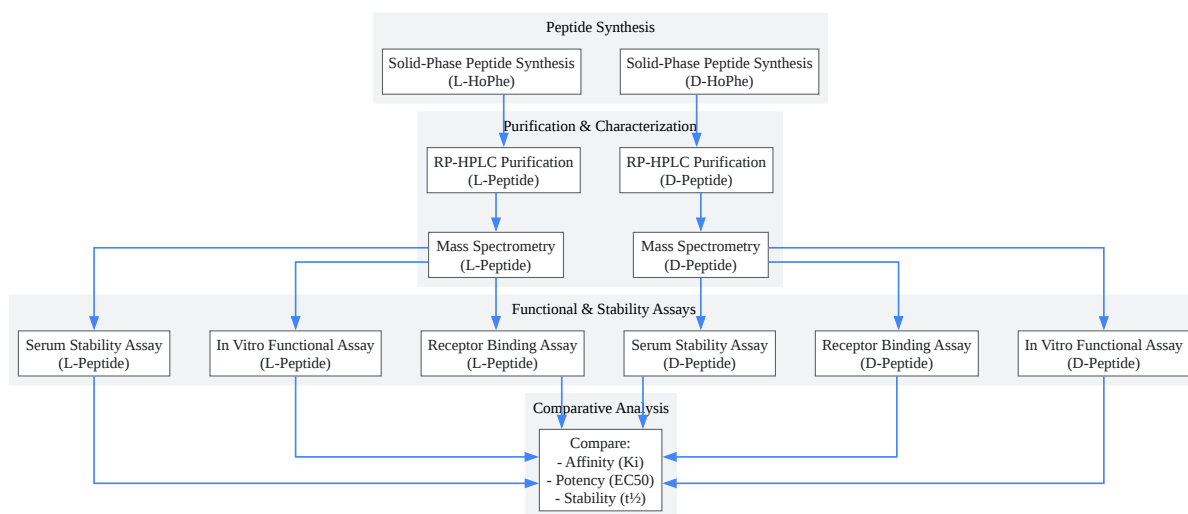 Peptide Synthesis
Solid-Phase Peptide Synthesis
(L-HoPhe)
Solid-Phase Peptide Synthesis
(D-HoPhe)
Purification & Characterization
RP-HPLC Purification
(L-Peptide)
RP-HPLC Purification
(D-Peptide)
Mass Spectrometry
(L-Peptide)
Mass Spectrometry
(D-Peptide)
Functional & Stability Assays
Serum Stability Assay
(L-Peptide)
In Vitro Functional Assay
(L-Peptide)
Receptor Binding Assay
(L-Peptide)
Serum Stability Assay
(D-Peptide)
Receptor Binding Assay
(D-Peptide)
In Vitro Functional Assay
(D-Peptide)
Comparative Analysis
Compare:
- Affinity (Ki)
- Potency (EC50)
- Stability (t½)